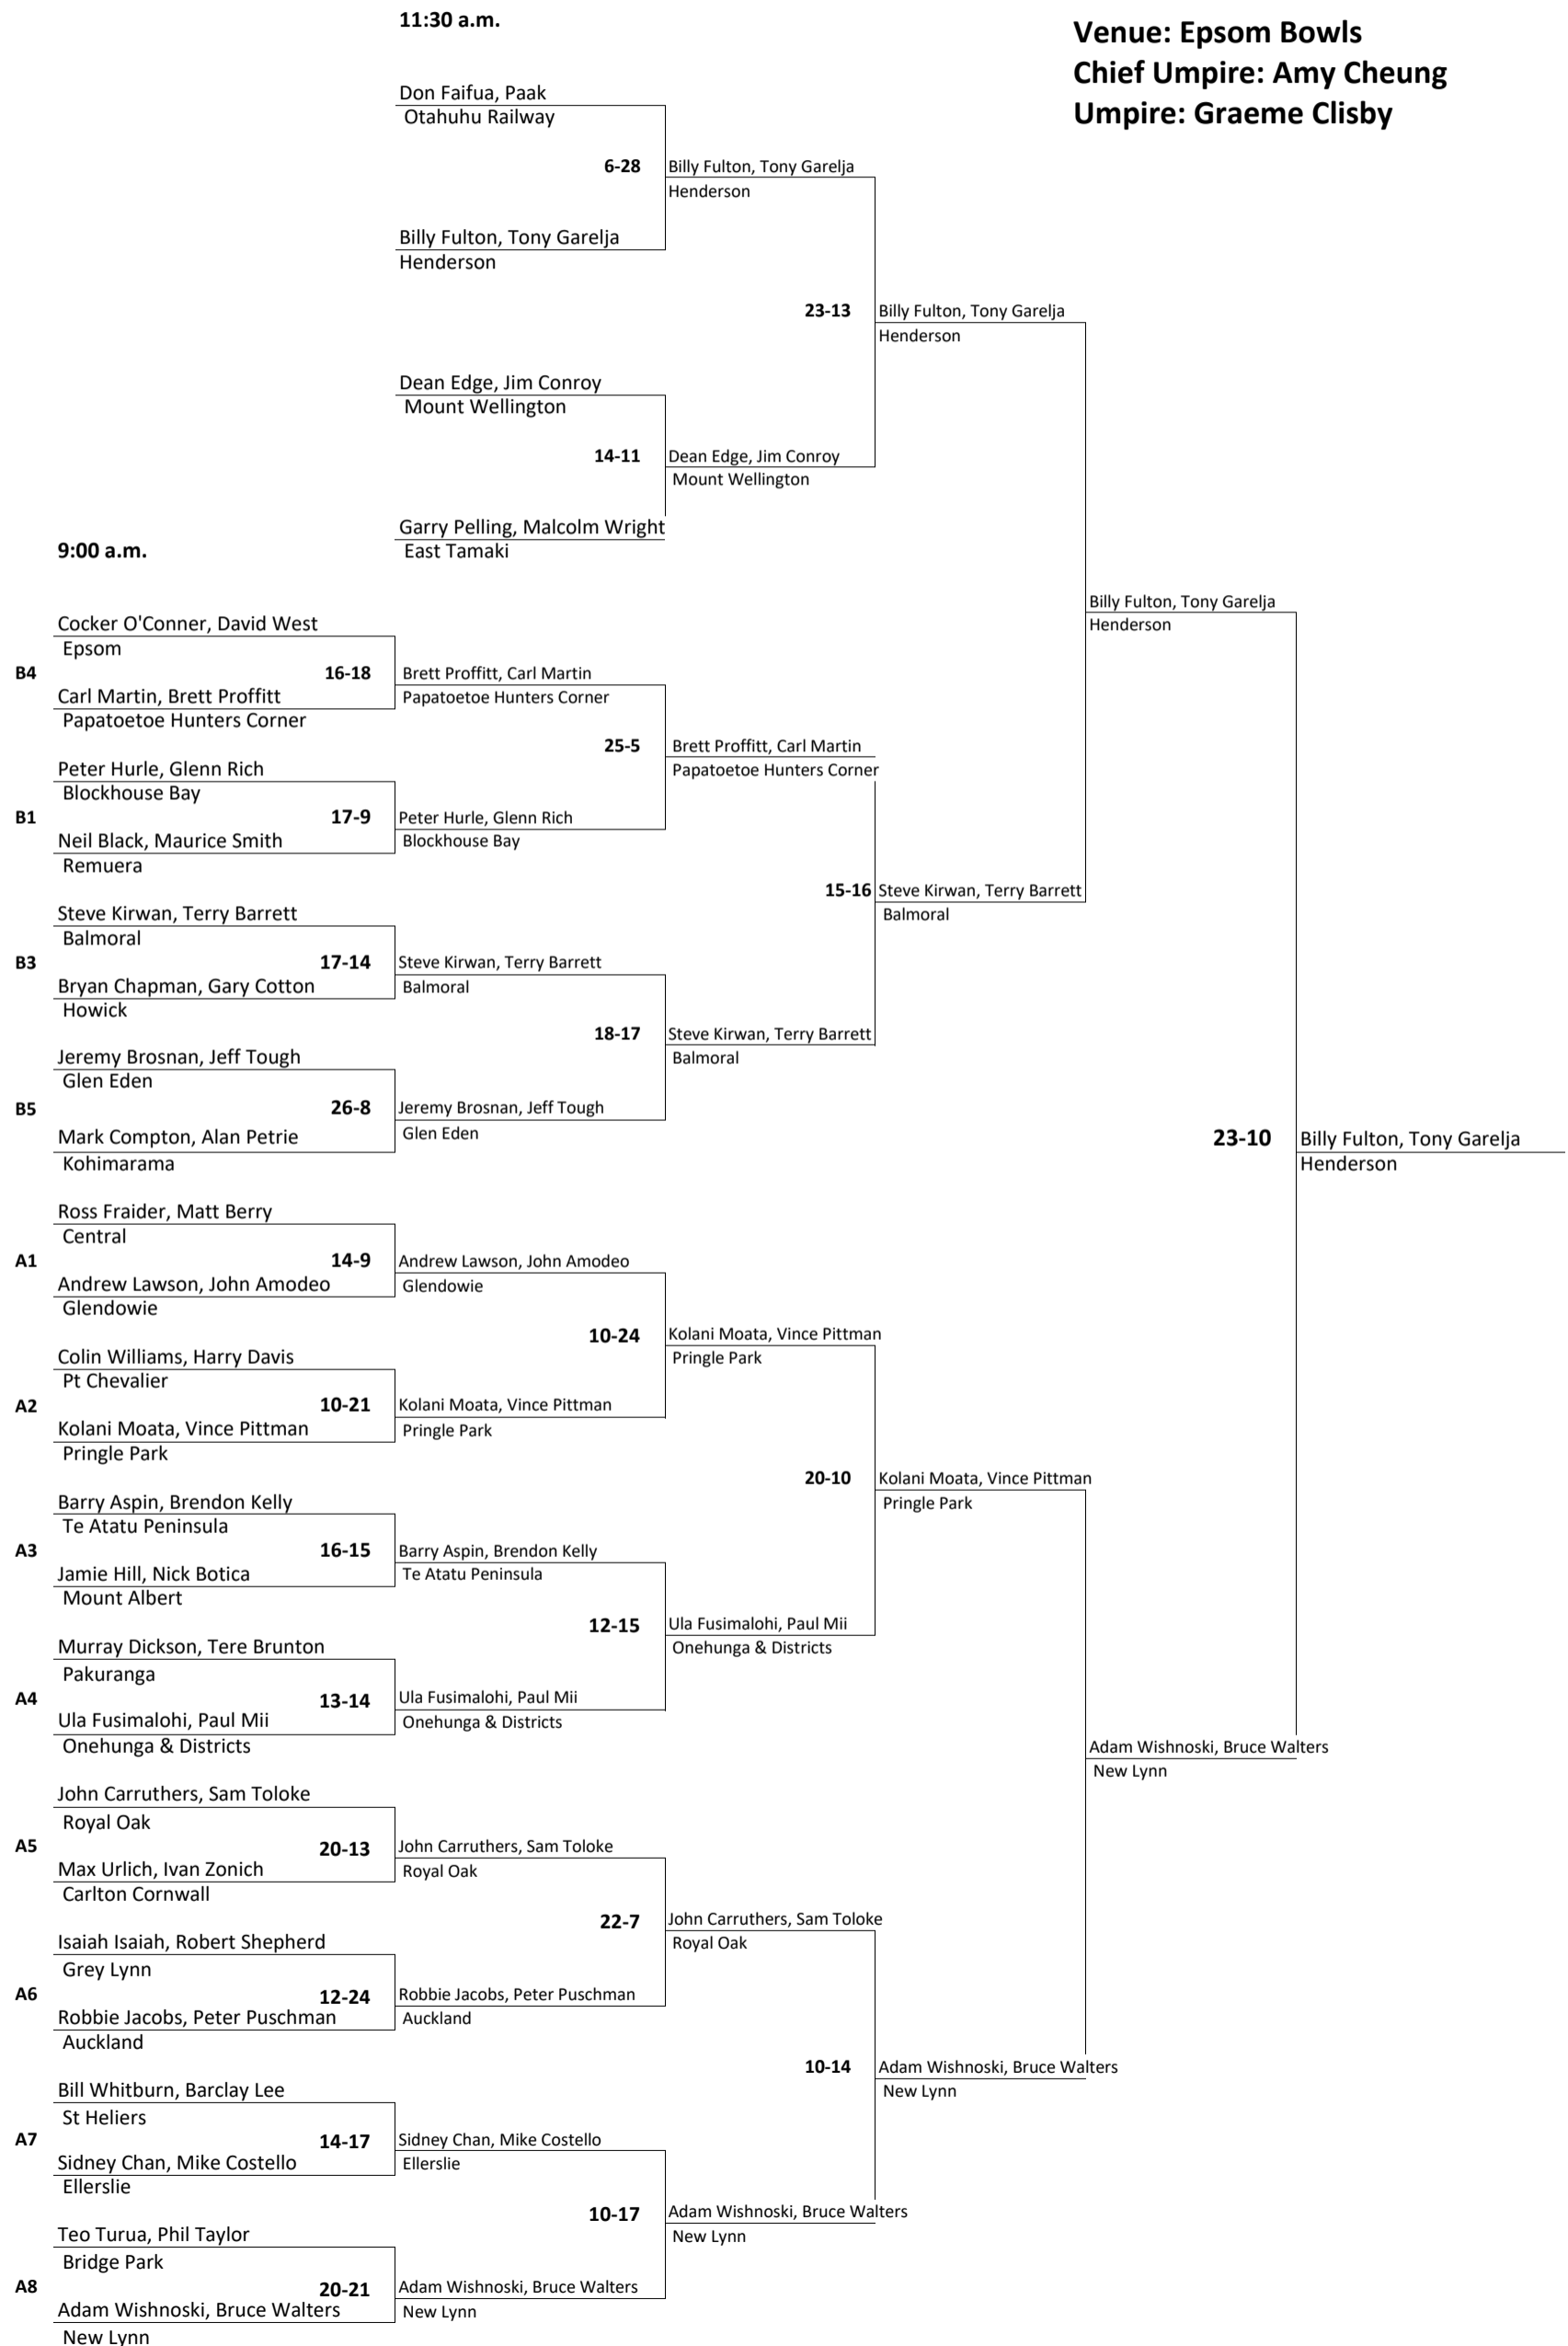 11:30 a.m.
Venue: Epsom Bowls
Chief Umpire: Amy Cheung
Umpire: Graeme Clisby
Don Faifua, Paak
Otahuhu Railway
6-28
Billy Fulton, Tony Garelja
Henderson
Billy Fulton, Tony Garelja
Henderson
23-13
Billy Fulton, Tony Garelja
Henderson
Dean Edge, Jim Conroy
Mount Wellington
14-11
Dean Edge, Jim Conroy
Mount Wellington
Garry Pelling, Malcolm Wright
East Tamaki
9:00 a.m.
Billy Fulton, Tony Garelja
Henderson
Cocker O'Conner, David West
Epsom
B4
16-18
Brett Proffitt, Carl Martin
Papatoetoe Hunters Corner
Carl Martin, Brett Proffitt
Papatoetoe Hunters Corner
25-5
Brett Proffitt, Carl Martin
Papatoetoe Hunters Corner
Peter Hurle, Glenn Rich
Blockhouse Bay
B1
17-9
Peter Hurle, Glenn Rich
Blockhouse Bay
Neil Black, Maurice Smith
Remuera
15-16
Steve Kirwan, Terry Barrett
Balmoral
Steve Kirwan, Terry Barrett
Balmoral
B3
17-14
Steve Kirwan, Terry Barrett
Balmoral
Bryan Chapman, Gary Cotton
Howick
18-17
Steve Kirwan, Terry Barrett
Balmoral
Jeremy Brosnan, Jeff Tough
Glen Eden
B5
26-8
Jeremy Brosnan, Jeff Tough
Glen Eden
Mark Compton, Alan Petrie
Kohimarama
23-10
Billy Fulton, Tony Garelja
Henderson
Ross Fraider, Matt Berry
Central
A1
14-9
Andrew Lawson, John Amodeo
Glendowie
Andrew Lawson, John Amodeo
Glendowie
10-24
Kolani Moata, Vince Pittman
Pringle Park
Colin Williams, Harry Davis
Pt Chevalier
A2
10-21
Kolani Moata, Vince Pittman
Pringle Park
Kolani Moata, Vince Pittman
Pringle Park
20-10
Kolani Moata, Vince Pittman
Pringle Park
Barry Aspin, Brendon Kelly
Te Atatu Peninsula
A3
16-15
Barry Aspin, Brendon Kelly
Te Atatu Peninsula
Jamie Hill, Nick Botica
Mount Albert
12-15
Ula Fusimalohi, Paul Mii
Onehunga & Districts
Murray Dickson, Tere Brunton
Pakuranga
A4
13-14
Ula Fusimalohi, Paul Mii
Onehunga & Districts
Ula Fusimalohi, Paul Mii
Onehunga & Districts
Adam Wishnoski, Bruce Walters
New Lynn
John Carruthers, Sam Toloke
Royal Oak
A5
20-13
John Carruthers, Sam Toloke
Royal Oak
Max Urlich, Ivan Zonich
Carlton Cornwall
22-7
John Carruthers, Sam Toloke
Royal Oak
Isaiah Isaiah, Robert Shepherd
Grey Lynn
A6
12-24
Robbie Jacobs, Peter Puschman
Auckland
Robbie Jacobs, Peter Puschman
Auckland
10-14
Adam Wishnoski, Bruce Walters
New Lynn
Bill Whitburn, Barclay Lee
St Heliers
A7
14-17
Sidney Chan, Mike Costello
Ellerslie
Sidney Chan, Mike Costello
Ellerslie
10-17
Adam Wishnoski, Bruce Walters
New Lynn
Teo Turua, Phil Taylor
Bridge Park
A8
20-21
Adam Wishnoski, Bruce Walters
New Lynn
Adam Wishnoski, Bruce Walters
New Lynn